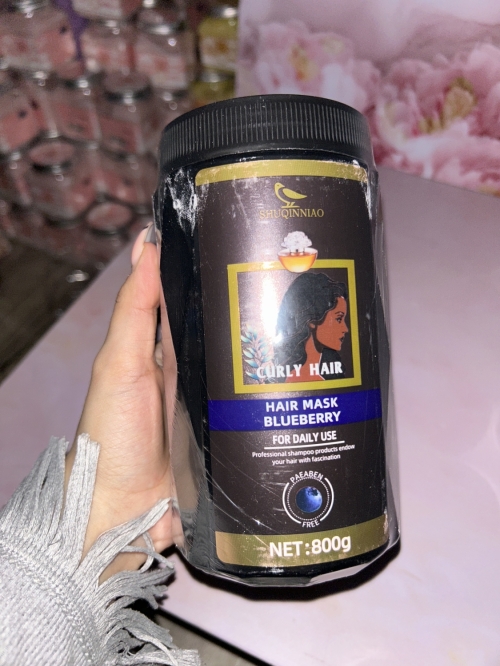 SHUQINNIAO
CURLY HAIR
HAIR MASK
BLUEBERRY
FOR DAILY USE
Professional shampoo products endow
your hair with fascination
PAEABEN
FREE
NET:800g